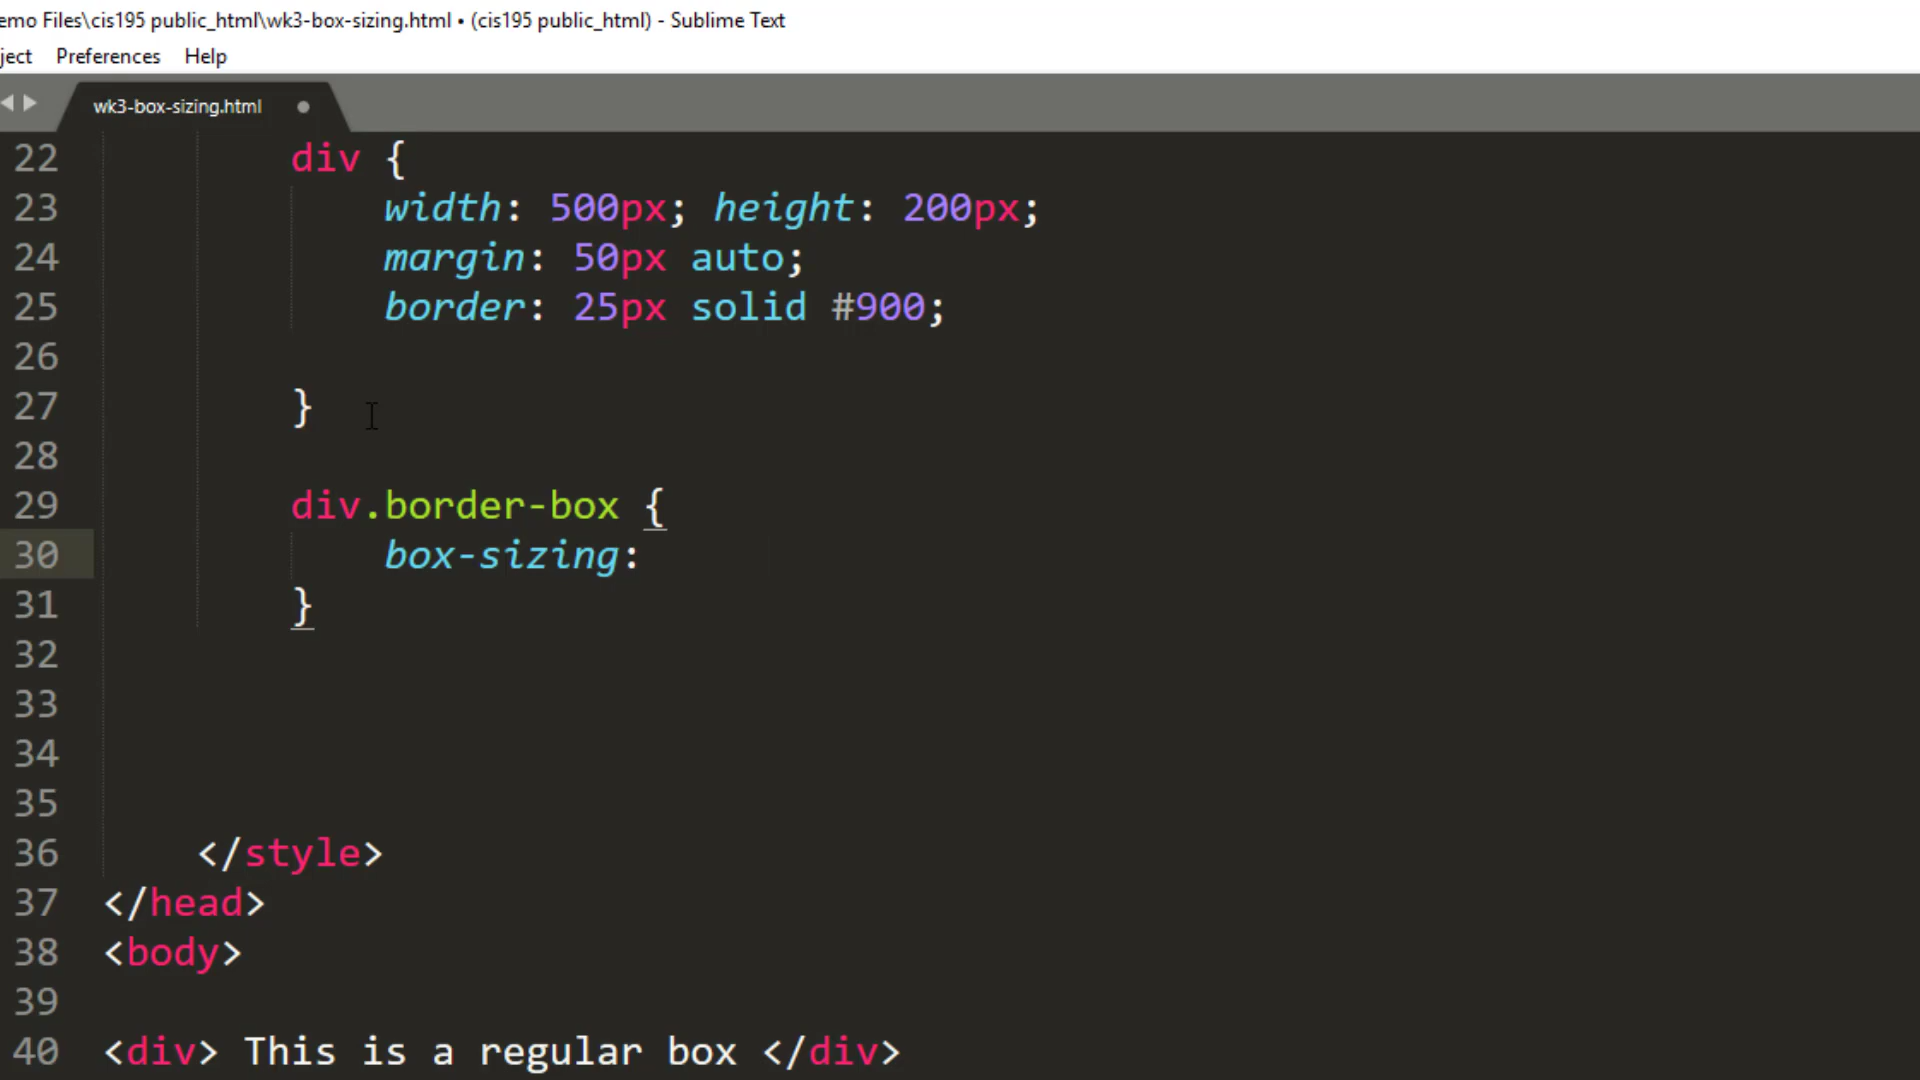 emo Files\cis195 public_html\wk3-box-sizing.html • (cis195 public_html) - Sublime Text
ject Preferences Help
wk3-box-sizing.html
22 div {
23 width: 500px; height: 200px;
24 margin: 50px auto;
25 border: 25px solid #900;
26
27 }
28
29 div.border-box {
30 box-sizing:
31 }
32
33
34
35
36 </style>
37 </head>
38 <body>
39
40 <div> This is a regular box </div>